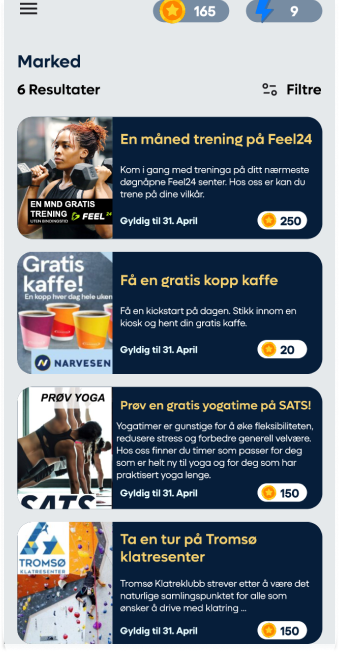 165
9
Marked
6 Resultater
Filtre
EN MND GRATIS
TRENING
UTEN BINDINGSTID
FEEL 24
En måned trening på Feel24
Kom i gang med treninga på ditt nærmeste
døgnåpne Feel24 senter. Hos oss er kan du
trene på dine vilkår.
Gyldig til 31. April
250
Gratis
kaffe!
En kopp hver dag hele uken
N NARVESEN
Få en gratis kopp kaffe
Få en kickstart på dagen. Stikk innom en
kiosk og hent din gratis kaffe.
Gyldig til 31. April
20
PRØV YOGA
SATS
Prøv en gratis yogatime på SATS!
Yogatimer er gunstige for å øke fleksibiliteten,
redusere stress og forbedre generell velvære.
Hos oss finner du timer som passer for deg
som er helt ny til yoga og for deg som har
praktisert yoga lenge.
Gyldig til 31. April
150
TROMSØ
KLATRESENTER
Ta en tur på Tromsø
klatresenter
Tromsø Klatreklubb strever etter å være det
naturlige samlingspunktet for alle som
ønsker å drive med klatring ...
Gyldig til 31. April
150